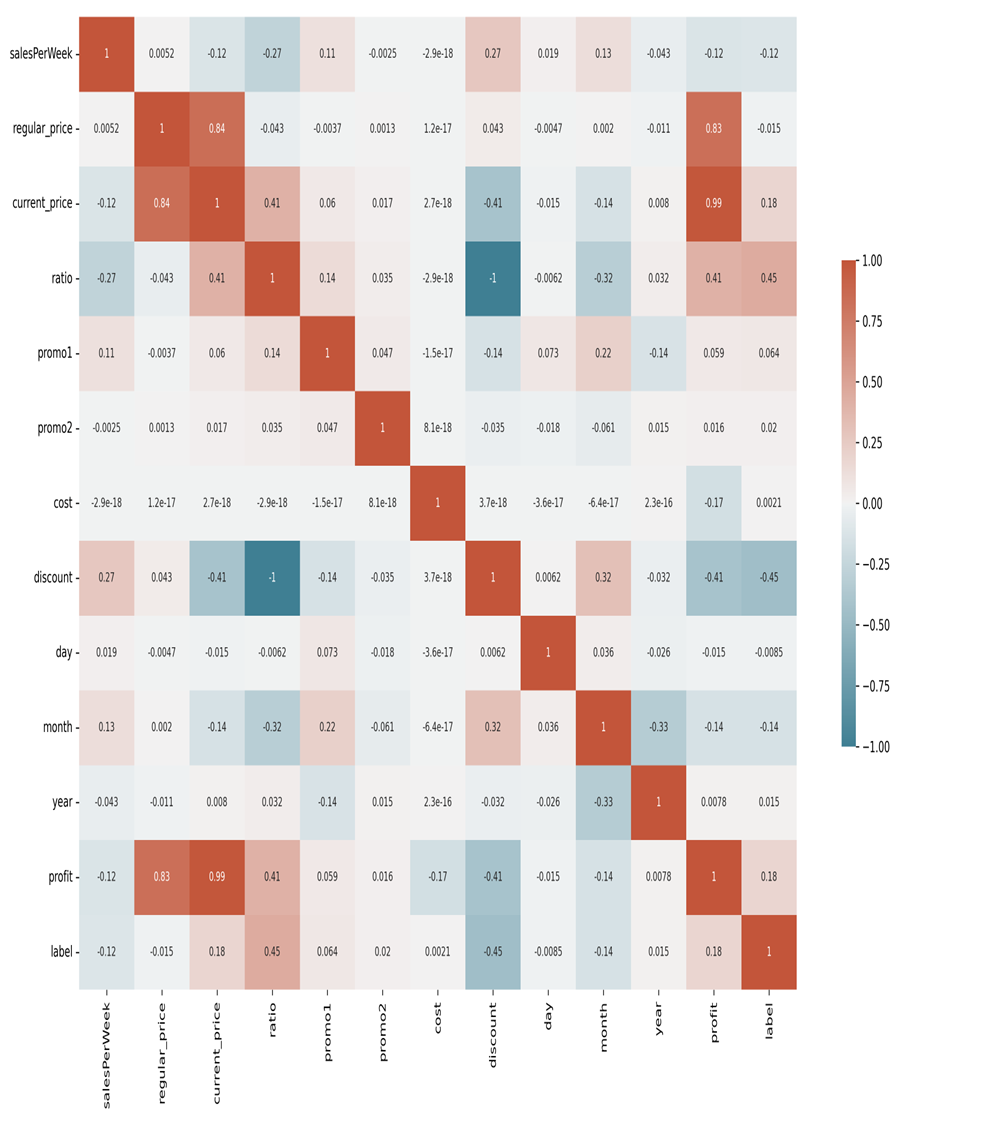 salesPerWeek 1 0.0052 -0.12 -0.27 0.11 -0.0025 -2.9e-18 0.27 0.019 0.13 -0.043 -0.12 -0.12
regular_price 0.0052 1 0.84 -0.043 -0.0037 0.0013 1.2e-17 0.043 -0.0047 0.002 -0.011 0.83 -0.015
current_price -0.12 0.84 1 0.41 0.06 0.017 2.7e-18 -0.41 -0.015 -0.14 0.008 0.99 0.18
ratio -0.27 -0.043 0.41 1 0.14 0.035 -2.9e-18 -1 -0.0062 -0.32 0.032 0.41 0.45
promo1 0.11 -0.0037 0.06 0.14 1 0.047 -1.5e-17 -0.14 0.073 0.22 -0.14 0.059 0.064
promo2 -0.0025 0.0013 0.017 0.035 0.047 1 8.1e-18 -0.035 -0.018 -0.061 0.015 0.016 0.02
cost -2.9e-18 1.2e-17 2.7e-18 -2.9e-18 -1.5e-17 8.1e-18 1 3.7e-18 -3.6e-17 -6.4e-17 2.3e-16 -0.17 0.0021
discount 0.27 0.043 -0.41 -1 -0.14 -0.035 3.7e-18 1 0.0062 0.32 -0.032 -0.41 -0.45
day 0.019 -0.0047 -0.015 -0.0062 0.073 -0.018 -3.6e-17 0.0062 1 0.036 -0.026 -0.015 -0.0085
month 0.13 0.002 -0.14 -0.32 0.22 -0.061 -6.4e-17 0.32 0.036 1 -0.33 -0.14 -0.14
year -0.043 -0.011 0.008 0.032 -0.14 0.015 2.3e-16 -0.032 -0.026 -0.33 1 0.0078 0.015
profit -0.12 0.83 0.99 0.41 0.059 0.016 -0.17 -0.41 -0.015 -0.14 0.0078 1 0.18
label -0.12 -0.015 0.18 0.45 0.064 0.02 0.0021 -0.45 -0.0085 -0.14 0.015 0.18 1
salesPerWeek
regular_price
current_price
ratio
promo1
promo2
cost
discount
day
month
year
profit
label
1.00
0.75
0.50
0.25
0.00
−0.25
−0.50
−0.75
−1.00